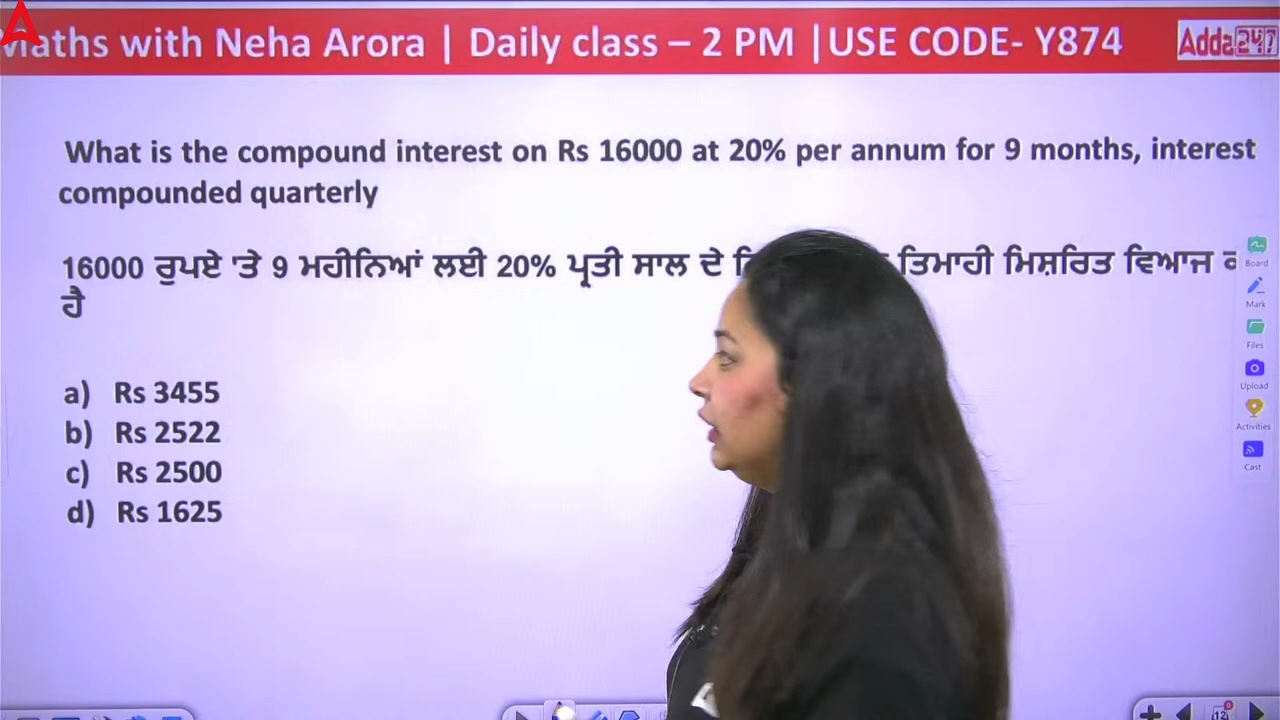 Maths with Neha Arora | Daily class – 2 PM |USE CODE- Y874
Adda247
What is the compound interest on Rs 16000 at 20% per annum for 9 months, interest
compounded quarterly
16000 ਰੁਪਏ 'ਤੇ 9 ਮਹੀਨਿਆਂ ਲਈ 20% ਪ੍ਰਤੀ ਸਾਲ ਦੇ ਤਿਮਾਹੀ ਮਿਸ਼ਰਿਤ ਵਿਆਜ
ਹੈ
a) Rs 3455
b) Rs 2522
c) Rs 2500
d) Rs 1625
Board
Mark
Files
Upload
Activities
Cast